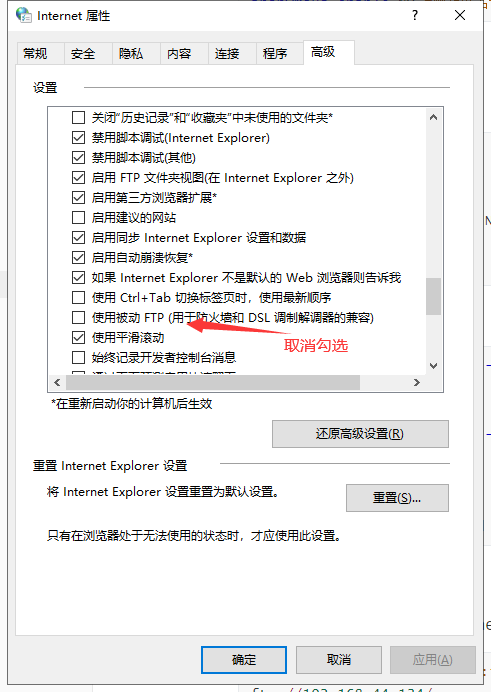 Internet 属性
?
常规 安全 隐私 内容 连接 程序 高级
设置
关闭“历史记录”和“收藏夹”中未使用的文件夹*
禁用脚本调试(Internet Explorer)
禁用脚本调试(其他)
启用 FTP 文件夹视图(在 Internet Explorer 之外)
启用第三方浏览器扩展*
启用建议的网站
启用同步 Internet Explorer 设置和数据
启用自动崩溃恢复*
如果 Internet Explorer 不是默认的 Web 浏览器则告诉我
使用 Ctrl+Tab 切换标签页时，使用最新顺序
使用被动 FTP (用于防火墙和 DSL 调制解调器的兼容)
取消勾选
使用平滑滚动
始终记录开发者控制台消息
*在重新启动你的计算机后生效
还原高级设置(R)
重置 Internet Explorer 设置
将 Internet Explorer 设置重置为默认设置。
重置(S)...
只有在浏览器处于无法使用的状态时，才应使用此设置。
确定 取消 应用(A)